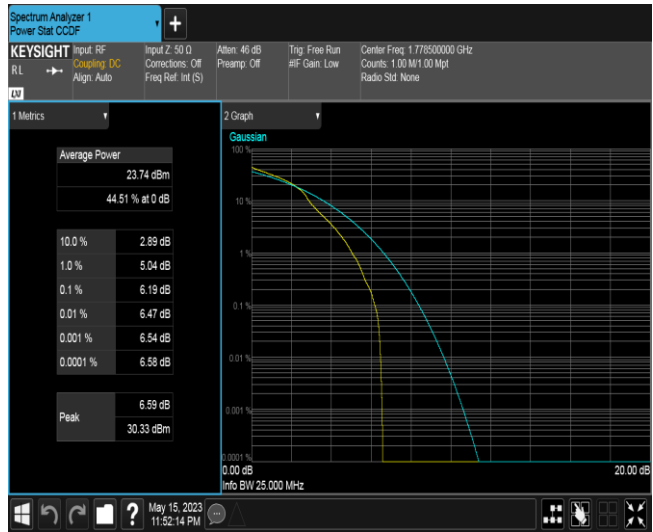 Spectrum Analyzer 1
Power Stat CCDF
+
KEYSIGHT
RL
LXI
Input: RF
Coupling: DC
Align: Auto
Input Z: 50 Ω
Corrections: Off
Freq Ref: Int (S)
Atten: 46 dB
Preamp: Off
Trig: Free Run
#IF Gain: Low
Center Freq: 1.778500000 GHz
Counts: 1.00 M/1.00 Mpt
Radio Std: None
1 Metrics
Average Power
23.74 dBm
44.51 % at 0 dB
10.0 % 2.89 dB
1.0 % 5.04 dB
0.1 % 6.19 dB
0.01 % 6.47 dB
0.001 % 6.54 dB
0.0001 % 6.58 dB
Peak
6.59 dB
30.33 dBm
2 Graph
Gaussian
100 %
10 %
1 %
0.1 %
0.01 %
0.001 %
0.0001 %
0.00 dB 20.00 dB
Info BW 25.000 MHz
?
May 15, 2023
11:52:14 PM